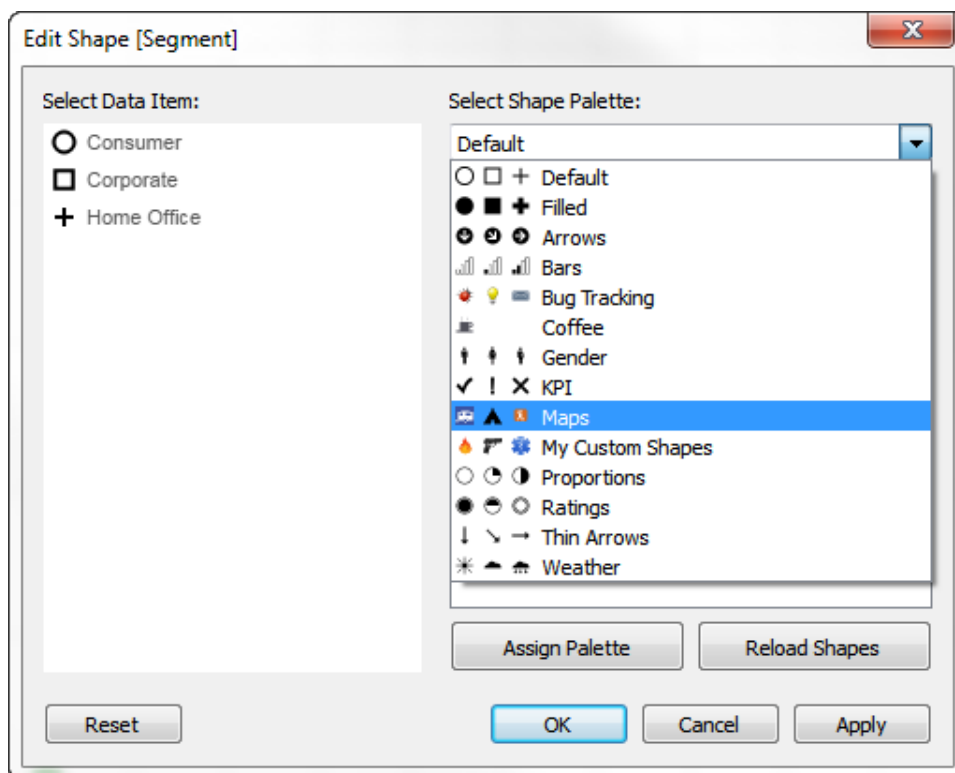 Edit Shape [Segment]
Select Data Item:
Consumer
Corporate
Home Office
Select Shape Palette:
Default
Default
Filled
Arrows
Bars
Bug Tracking
Coffee
Gender
KPI
Maps
My Custom Shapes
Proportions
Ratings
Thin Arrows
Weather
Assign Palette
Reload Shapes
Reset
OK
Cancel
Apply